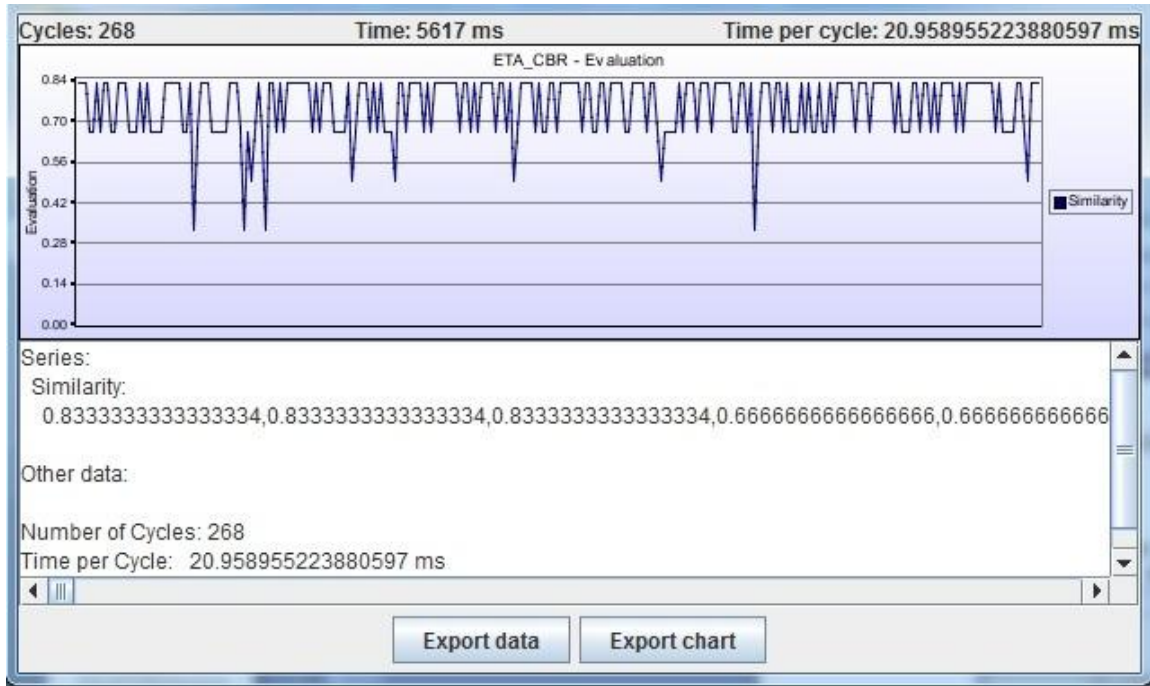 Cycles: 268 Time: 5617 ms Time per cycle: 20.958955223880597 ms
ETA_CBR - Evaluation
0.84
0.70
0.56
0.42
0.28
0.14
0.00
Evaluation
Similarity
Series:
Similarity:
0.8333333333333334,0.8333333333333334,0.8333333333333334,0.6666666666666666,0.666666666666
Other data:
Number of Cycles: 268
Time per Cycle: 20.958955223880597 ms
Export data Export chart